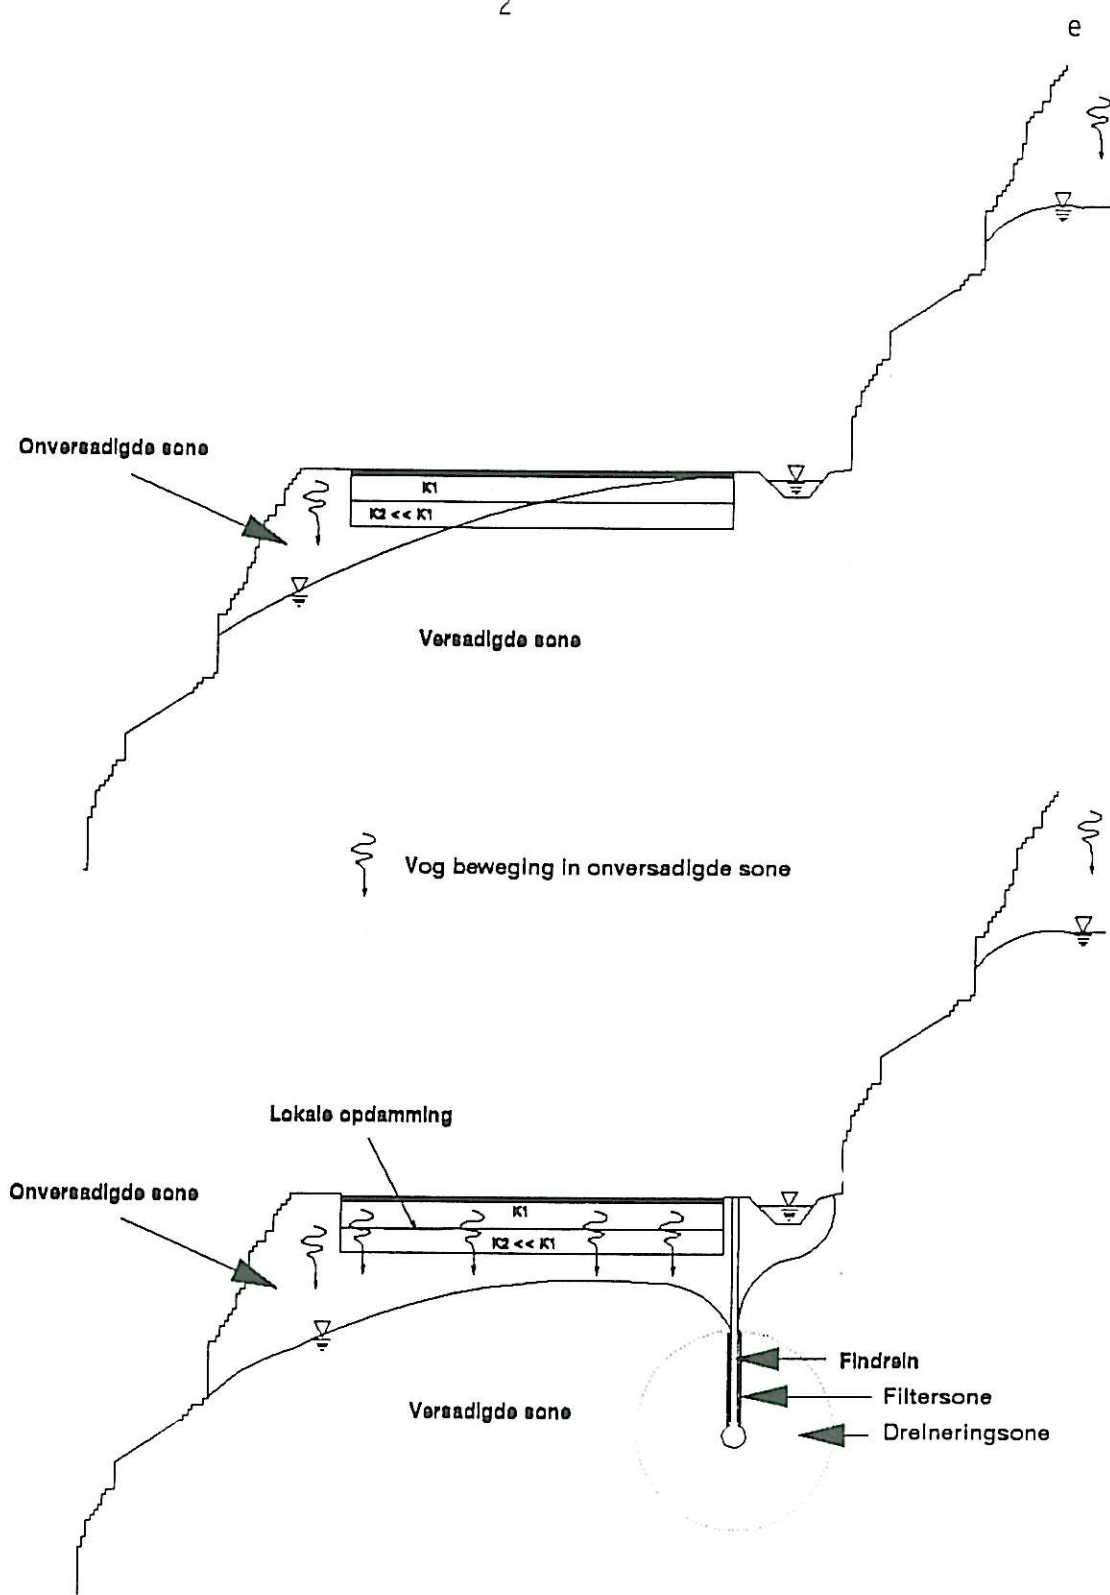 2
e
Onversadigde sone
K1
K2 << K1
Versadigde sone
Vog beweging in onversadigde sone
Lokale opdamming
Onversadigde sone
K1
K2 << K1
Findrein
Filtersone
Versadigde sone
Dreineringsone